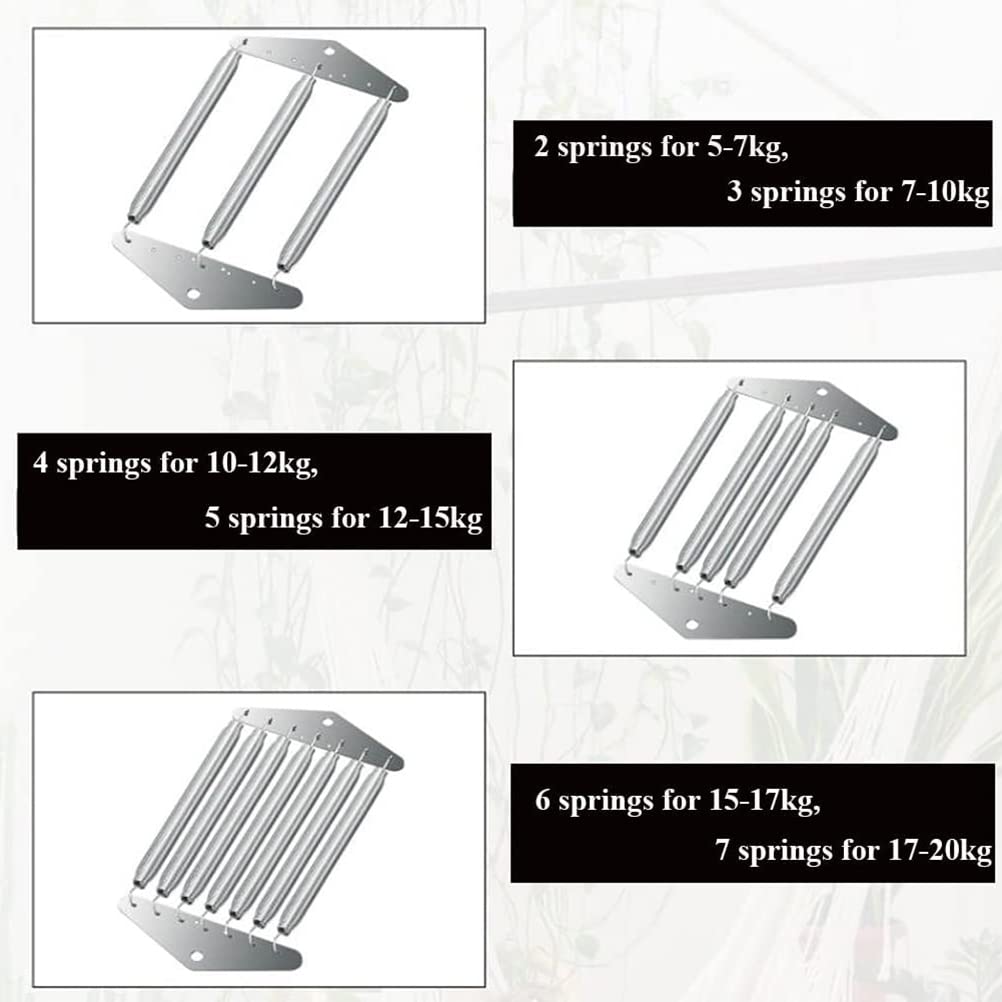 2 springs for 5-7kg,
3 springs for 7-10kg
4 springs for 10-12kg,
5 springs for 12-15kg
6 springs for 15-17kg,
7 springs for 17-20kg